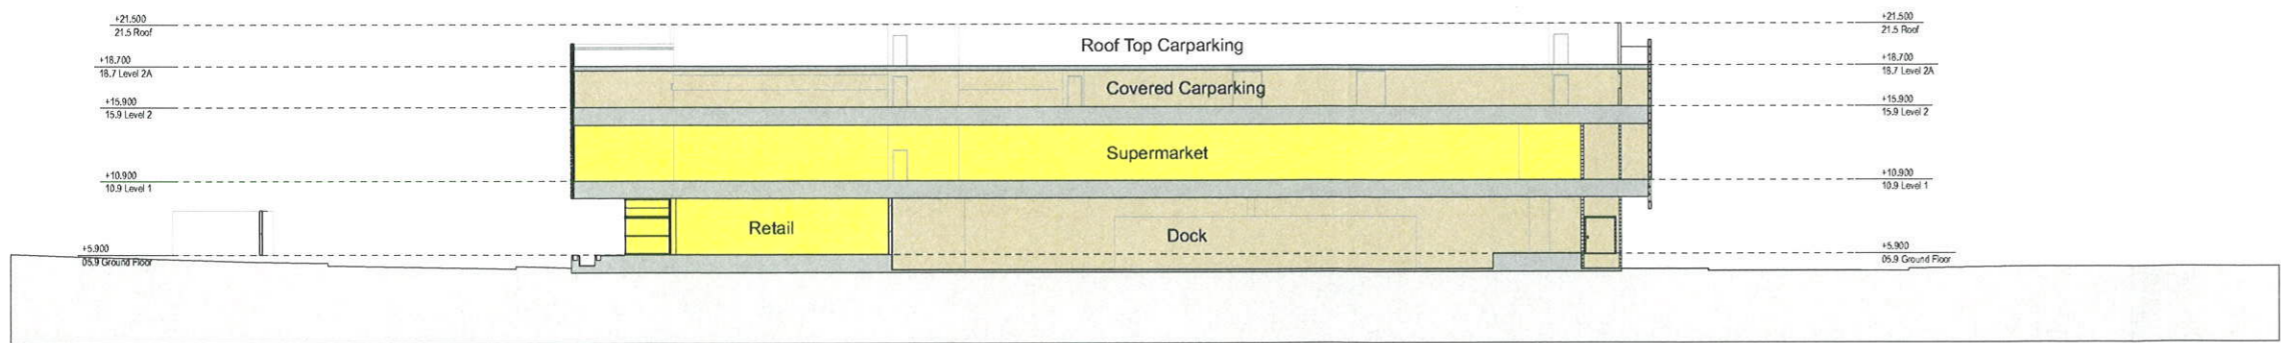 +21.500
21.5 Roof
+18.700
18.7 Level 2A
+15.900
15.9 Level 2
+10.900
10.9 Level 1
+5.900
05.9 Ground Floor
Roof Top Carparking
Covered Carparking
Supermarket
Retail
Dock
+21.500
21.5 Roof
+18.700
18.7 Level 2A
+15.900
15.9 Level 2
+10.900
10.9 Level 1
+5.900
05.9 Ground Floor